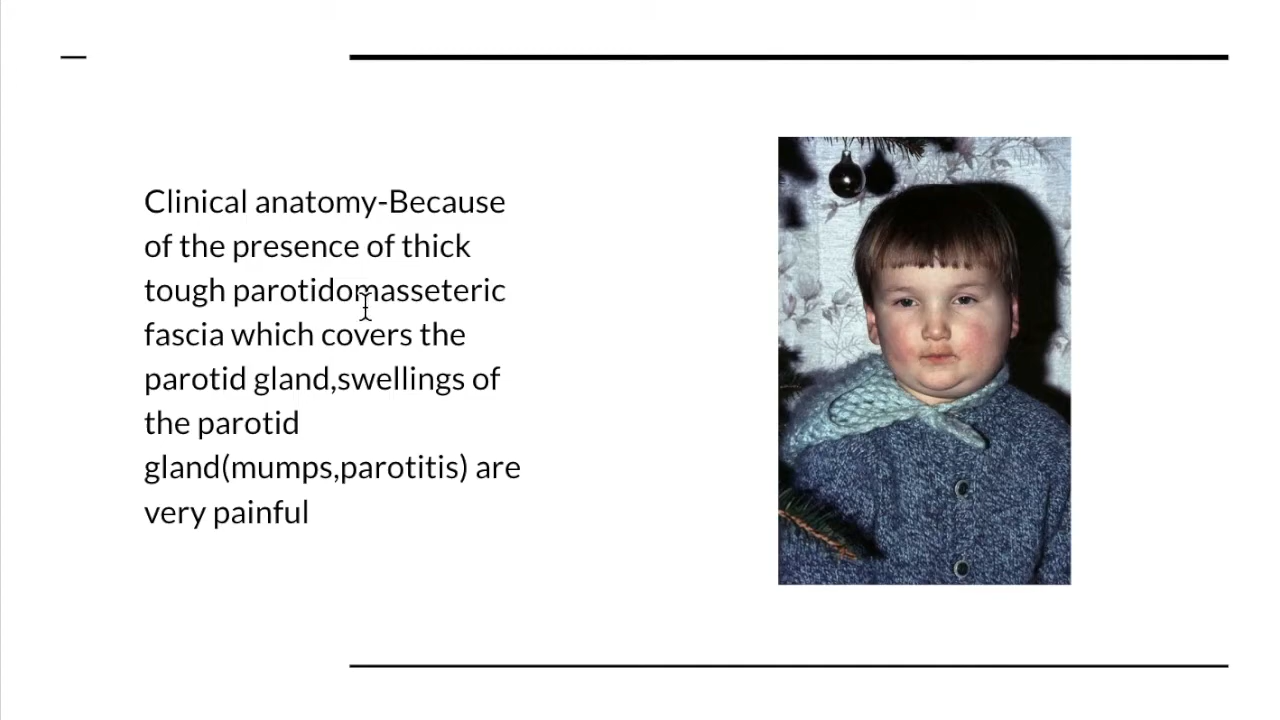 Clinical anatomy-Because
of the presence of thick
tough parotidomasseteric
fascia which covers the
parotid gland,swellings of
the parotid
gland(mumps,parotitis) are
very painful